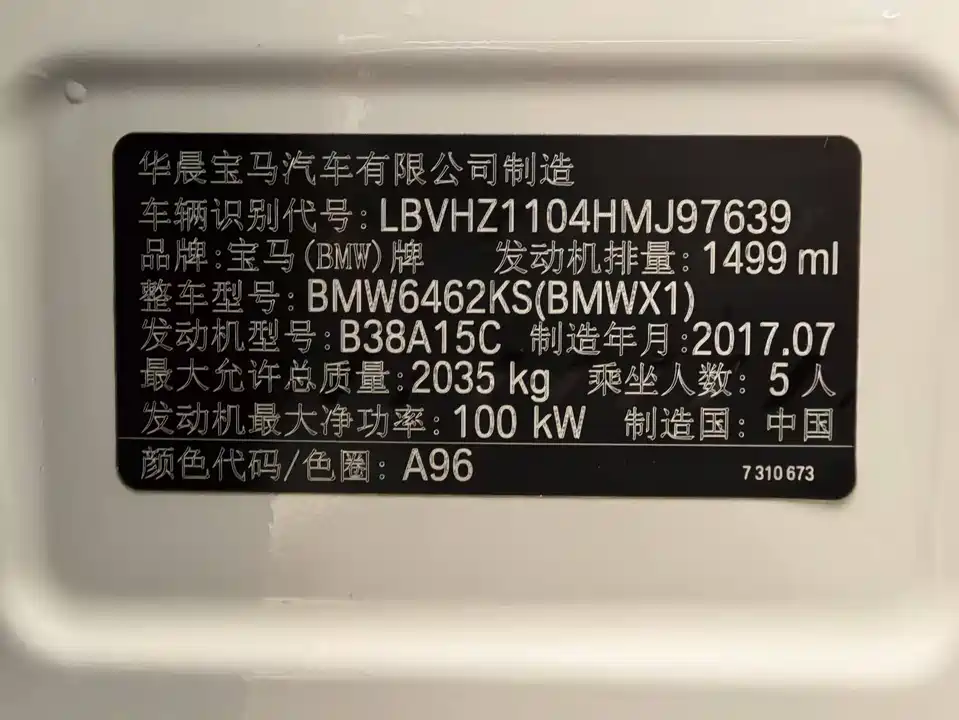 华晨宝马汽车有限公司制造
车辆识别代号: LBVHZ1104HMJ97639
品牌:宝马(BMW)牌 发动机排量: 1499 ml
整车型号: BMW6462KS(BMWX1)
发动机型号: B38A15C 制造年月:2017.07
最大允许总质量:2035 kg 乘坐人数: 5 人
发动机最大净功率: 100 kW 制造国: 中国
颜色代码/色圈: A96 7 310 673